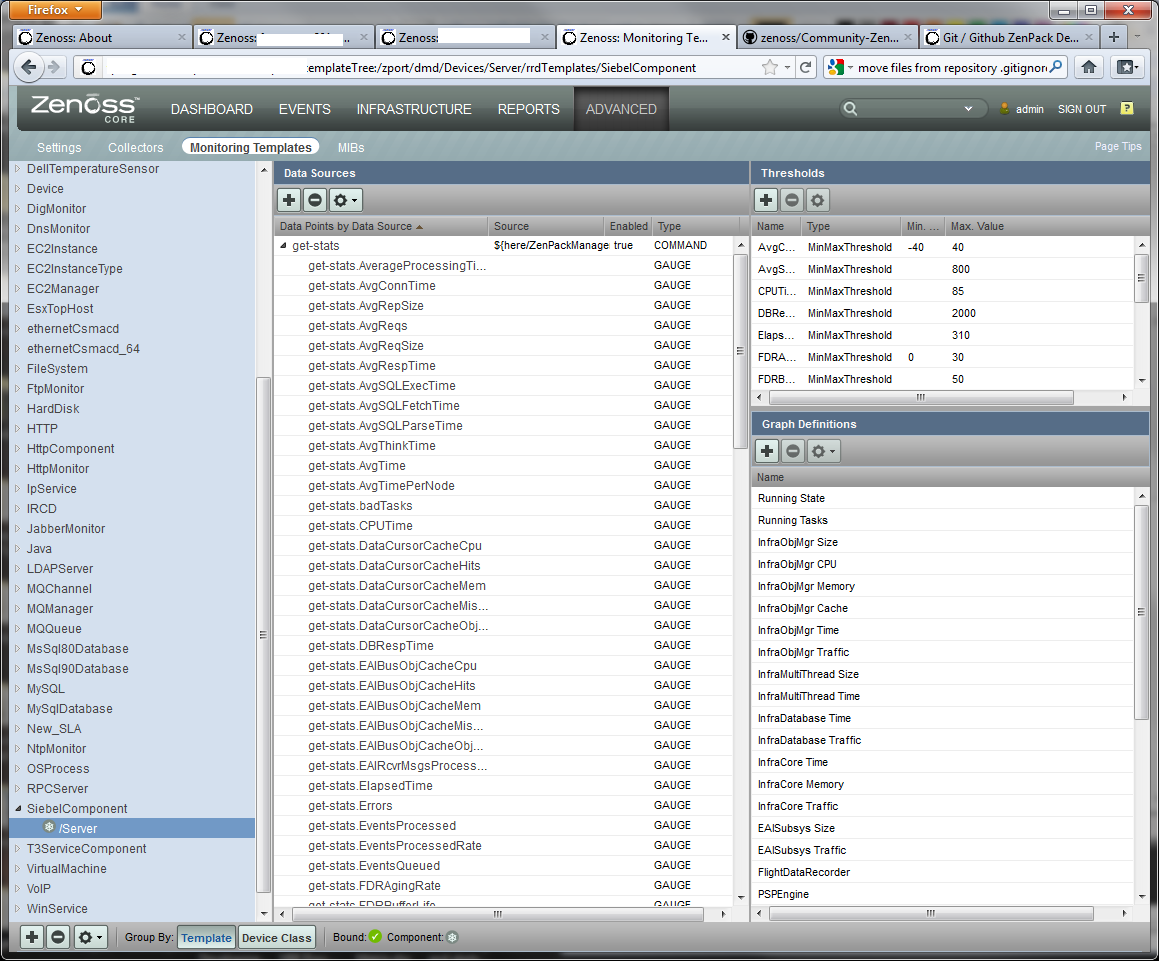 Firefox
Zenoss: About
Zenoss:
Zenoss:
Zenoss: Monitoring Te...
zenoss/Community-Zen...
Git / Github ZenPack De...
emplateTree:/zport/dmd/Devices/Server/rrdTemplates/SiebelComponent
move files from repository .gitignor
Zenoss CORE
DASHBOARD
EVENTS
INFRASTRUCTURE
REPORTS
ADVANCED
admin
SIGN OUT
?
Settings
Collectors
Monitoring Templates
MIBs
Page Tips
DellTemperatureSensor
Device
DigMonitor
DnsMonitor
EC2Instance
EC2InstanceType
EC2Manager
EsxTopHost
ethernetCsmacd
ethernetCsmacd_64
FileSystem
FtpMonitor
HardDisk
HTTP
HttpComponent
HttpMonitor
IpService
IRCD
JabberMonitor
Java
LDAPServer
MQChannel
MQManager
MQQueue
MsSql80Database
MsSql90Database
MySQL
MySqlDatabase
New_SLA
NtpMonitor
OSProcess
RPCServer
SiebelComponent
/Server
T3ServiceComponent
VirtualMachine
VoIP
WinService
Data Sources
Data Points by Data Source Source Enabled Type
get-stats ${here/ZenPackManage true COMMAND
get-stats.AverageProcessingTi... GAUGE
get-stats.AvgConnTime GAUGE
get-stats.AvgRepSize GAUGE
get-stats.AvgReqs GAUGE
get-stats.AvgReqSize GAUGE
get-stats.AvgRespTime GAUGE
get-stats.AvgSQLExecTime GAUGE
get-stats.AvgSQLFetchTime GAUGE
get-stats.AvgSQLParseTime GAUGE
get-stats.AvgThinkTime GAUGE
get-stats.AvgTime GAUGE
get-stats.AvgTimePerNode GAUGE
get-stats.badTasks GAUGE
get-stats.CPUTime GAUGE
get-stats.DataCursorCacheCpu GAUGE
get-stats.DataCursorCacheHits GAUGE
get-stats.DataCursorCacheMem GAUGE
get-stats.DataCursorCacheMis... GAUGE
get-stats.DataCursorCacheObj... GAUGE
get-stats.DBRespTime GAUGE
get-stats.EAIBusObjCacheCpu GAUGE
get-stats.EAIBusObjCacheHits GAUGE
get-stats.EAIBusObjCacheMem GAUGE
get-stats.EAIBusObjCacheMis... GAUGE
get-stats.EAIBusObjCacheObj... GAUGE
get-stats.EAIRcvrMsgsProcess... GAUGE
get-stats.ElapsedTime GAUGE
get-stats.Errors GAUGE
get-stats.EventsProcessed GAUGE
get-stats.EventsProcessedRate GAUGE
get-stats.EventsQueued GAUGE
get-stats.FDRAgingRate GAUGE
get-stats.FDRBufferLife GAUGE
Thresholds
Name Type Min. ... Max. Value
AvgC... MinMaxThreshold -40 40
AvgS... MinMaxThreshold 800
CPUTi... MinMaxThreshold 85
DBRe... MinMaxThreshold 2000
Elaps... MinMaxThreshold 310
FDRA... MinMaxThreshold 0 30
FDRB... MinMaxThreshold 50
Graph Definitions
Name
Running State
Running Tasks
InfraObjMgr Size
InfraObjMgr CPU
InfraObjMgr Memory
InfraObjMgr Cache
InfraObjMgr Time
InfraObjMgr Traffic
InfraMultiThread Size
InfraMultiThread Time
InfraDatabase Time
InfraDatabase Traffic
InfraCore Time
InfraCore Memory
InfraCore Traffic
EAISubsys Size
EAISubsys Traffic
FlightDataRecorder
PSPEngine
Group By: Template Device Class Bound: Component: